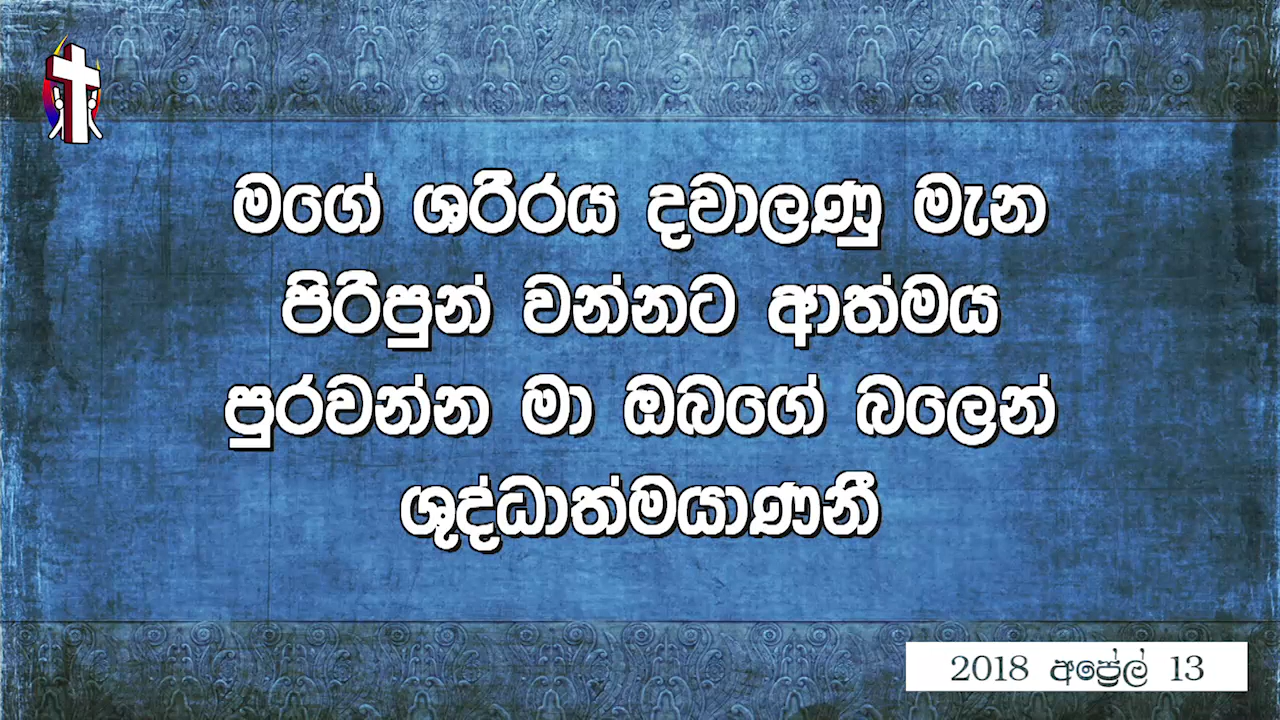 මගේ ශරීරය දවාලණු මැන
පිරිපුන් වන්නට ආත්මය
පුරවන්න මා ඔබගේ බලෙන්
ශුද්ධාත්මයාණනී
2018 අප්‍රේල් 13